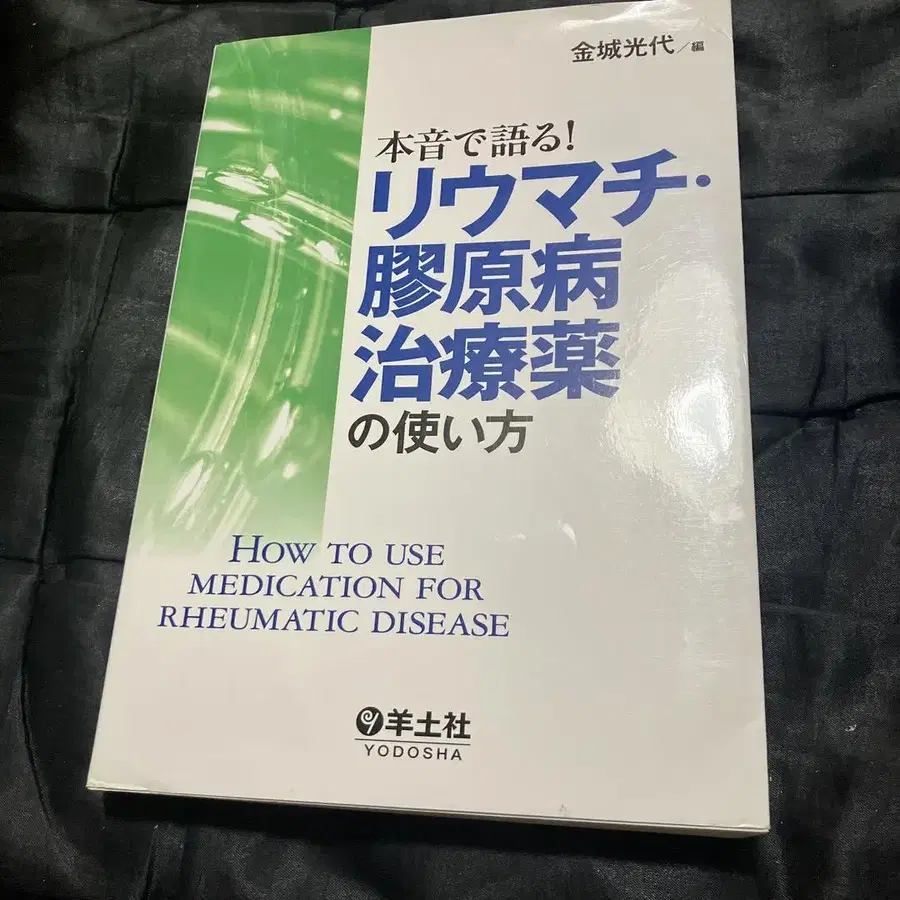 金城光代/編
本音で語る!
リウマチ・
膠原病
治療薬
の使い方
HOW TO USE
MEDICATION FOR
RHEUMATIC DISEASE
羊土社
YODOSHA